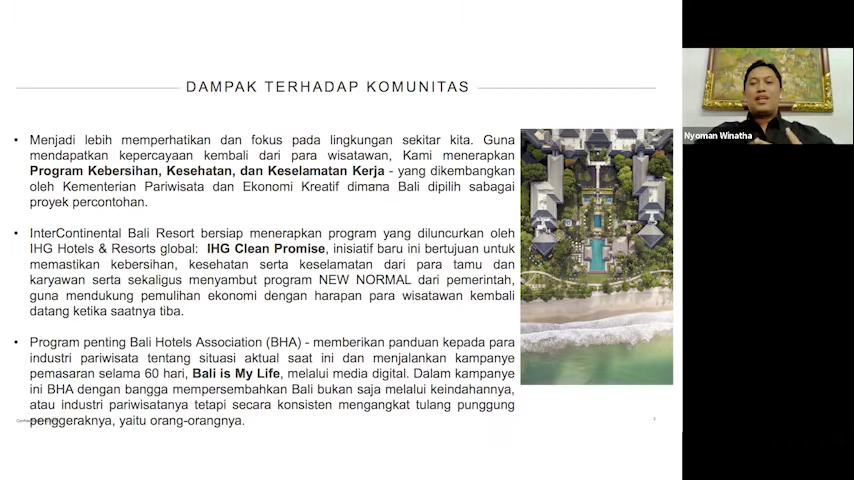 DAMPAK TERHADAP KOMUNITAS
• Menjadi lebih memperhatikan dan fokus pada lingkungan sekitar kita. Guna
mendapatkan kepercayaan kembali dari para wisatawan, Kami menerapkan
Program Kebersihan, Kesehatan, dan Keselamatan Kerja - yang dikembangkan
oleh Kementerian Pariwisata dan Ekonomi Kreatif dimana Bali dipilih sabagai
proyek percontohan.
• InterContinental Bali Resort bersiap menerapkan program yang diluncurkan oleh
IHG Hotels & Resorts global: IHG Clean Promise, inisiatif baru ini bertujuan untuk
memastikan kebersihan, kesehatan serta keselamatan dari para tamu dan
karyawan serta sekaligus menyambut program NEW NORMAL dari pemerintah,
guna mendukung pemulihan ekonomi dengan harapan para wisatawan kembali
datang ketika saatnya tiba.
• Program penting Bali Hotels Association (BHA) - memberikan panduan kepada para
industri pariwisata tentang situasi aktual saat ini dan menjalankan kampanye
pemasaran selama 60 hari, Bali is My Life, melalui media digital. Dalam kampanye
ini BHA dengan bangga mempersembahkan Bali bukan saja melalui keindahannya,
atau industri pariwisatanya tetapi secara konsisten mengangkat tulang punggung
penggeraknya, yaitu orang-orangnya.
Nyoman Winatha